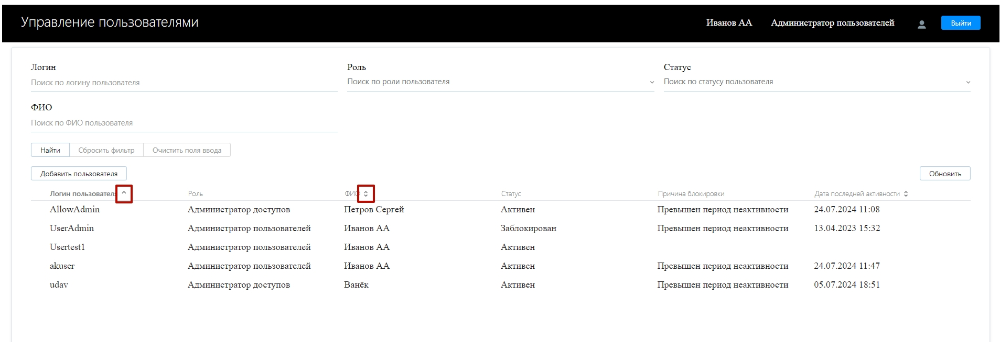 Управление пользователями Иванов АА Администратор пользователей Выйти
Логин Роль Статус
Поиск по логину пользователя Поиск по роли пользователя Поиск по статусу пользователя
ФИО
Поиск по ФИО пользователя
Найти Сбросить фильтр Очистить поля ввода
Добавить пользователя Обновить
Логин пользователя Роль ФИО Статус Причина блокировки Дата последней активности
AllowAdmin Администратор доступов Петров Сергей Активен Превышен период неактивности 24.07.2024 11:08
UserAdmin Администратор пользователей Иванов АА Заблокирован Превышен период неактивности 13.04.2023 15:32
Usertest1 Администратор пользователей Иванов АА Активен
akuser Администратор пользователей Иванов АА Активен Превышен период неактивности 24.07.2024 11:47
udav Администратор доступов Ванёк Активен Превышен период неактивности 05.07.2024 18:51